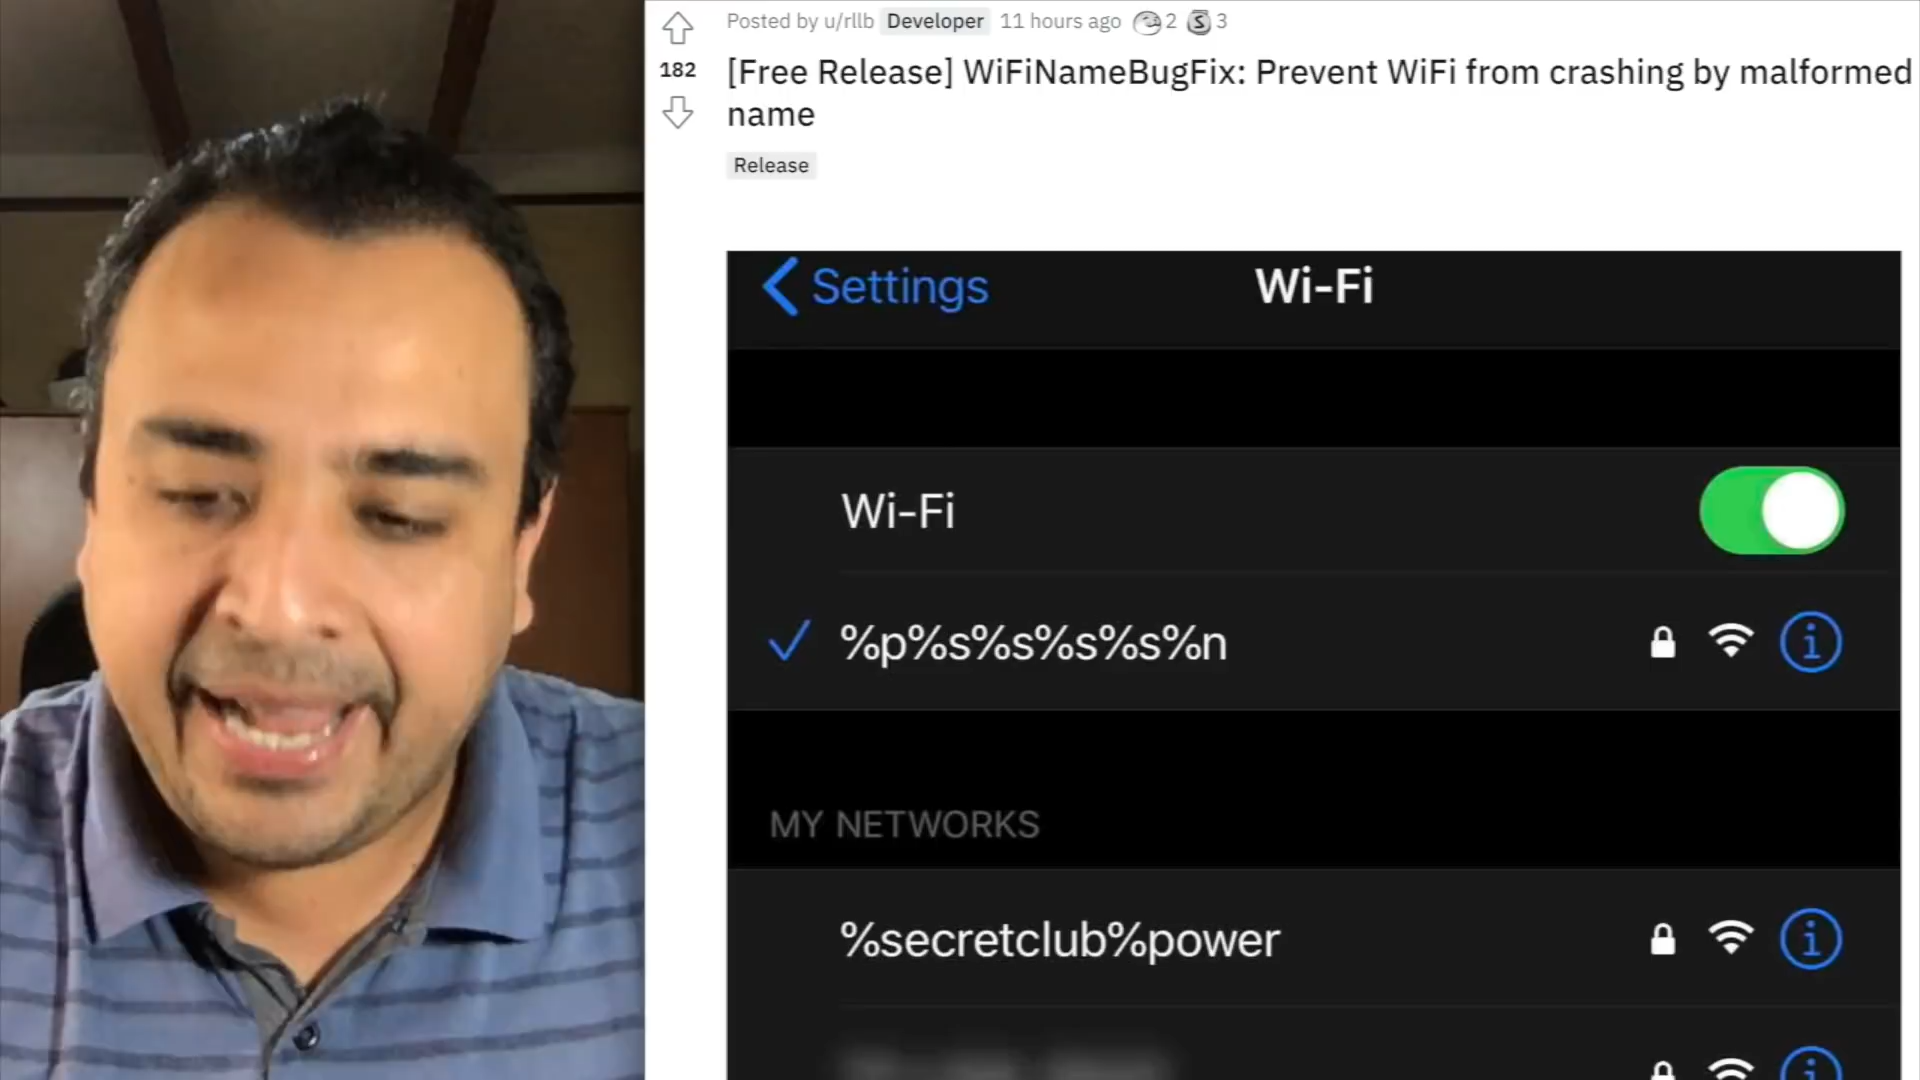 Posted by u/rllb Developer 11 hours ago 2 3
182
[Free Release] WiFiNameBugFix: Prevent WiFi from crashing by malformed
name
Release
Settings
Wi-Fi
Wi-Fi
%p%s%s%s%s%n
MY NETWORKS
%secretclub%power